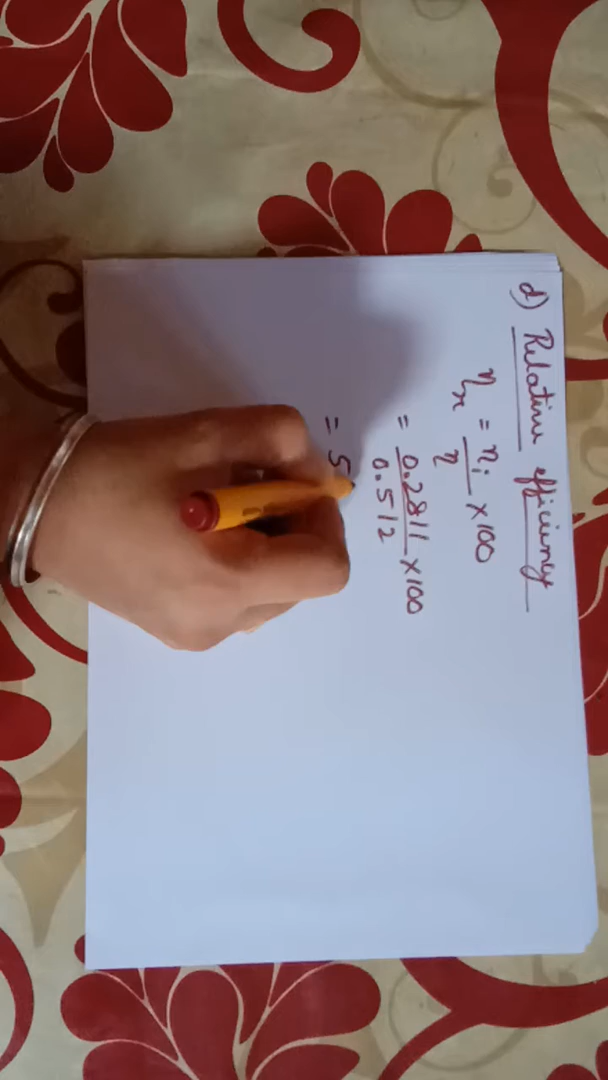 d) Relative efficiency
ηr = ηi/η × 100
= 0.2811/0.512 × 100
= 5